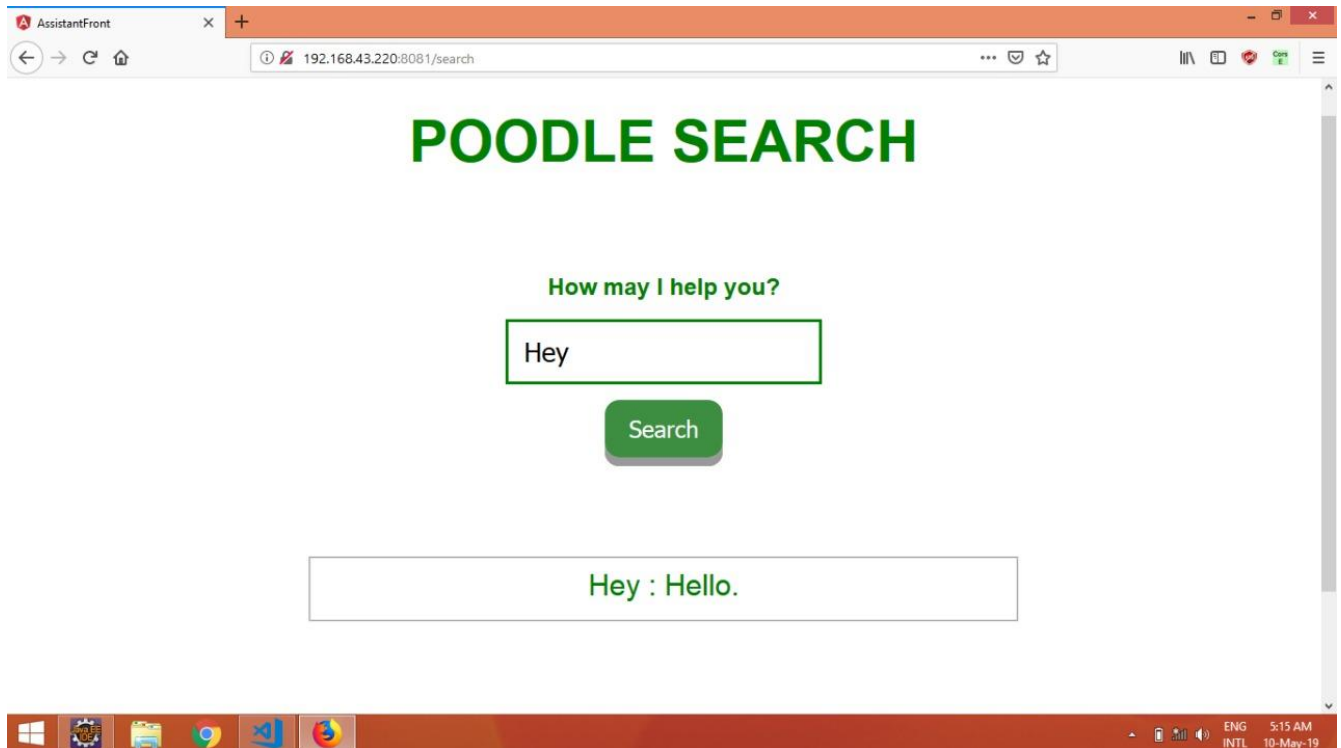 AssistantFront
192.168.43.220:8081/search
POODLE SEARCH
How may I help you?
Hey
Search
Hey : Hello.
ENG 5:15 AM
INTL 10-May-19